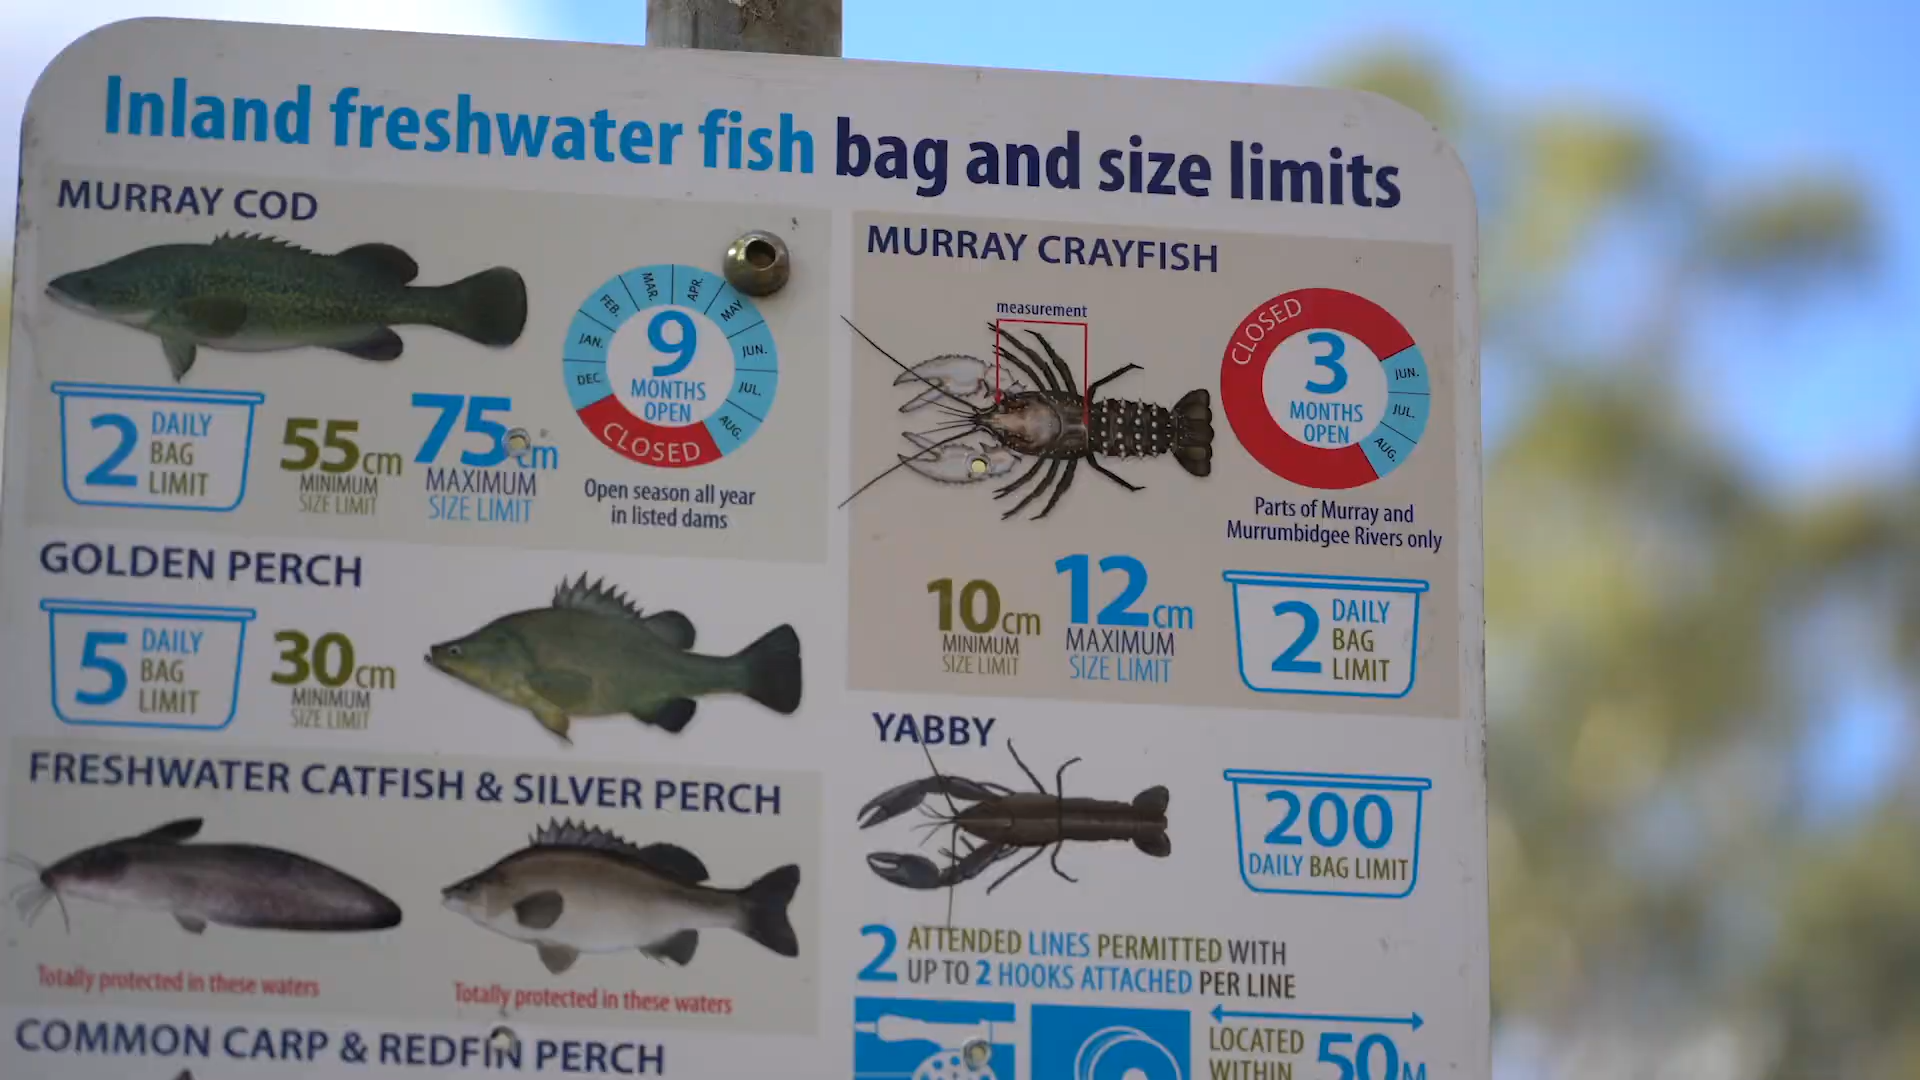 Inland freshwater fish bag and size limits
MURRAY COD
JAN.
FEB.
MAR.
APR.
MAY
JUN.
JUL.
AUG.
CLOSED
DEC.
9
MONTHS
OPEN
2 DAILY
BAG
LIMIT
55cm
MINIMUM
SIZE LIMIT
75cm
MAXIMUM
SIZE LIMIT
Open season all year
in listed dams
GOLDEN PERCH
5 DAILY
BAG
LIMIT
30cm
MINIMUM
SIZE LIMIT
FRESHWATER CATFISH & SILVER PERCH
Totally protected in these waters
Totally protected in these waters
COMMON CARP & REDFIN PERCH
MURRAY CRAYFISH
measurement
CLOSED
JUN.
JUL.
AUG.
3
MONTHS
OPEN
Parts of Murray and
Murrumbidgee Rivers only
10cm
MINIMUM
SIZE LIMIT
12cm
MAXIMUM
SIZE LIMIT
2 DAILY
BAG
LIMIT
YABBY
200
DAILY BAG LIMIT
2 ATTENDED LINES PERMITTED WITH
UP TO 2 HOOKS ATTACHED PER LINE
LOCATED
WITHIN
50M